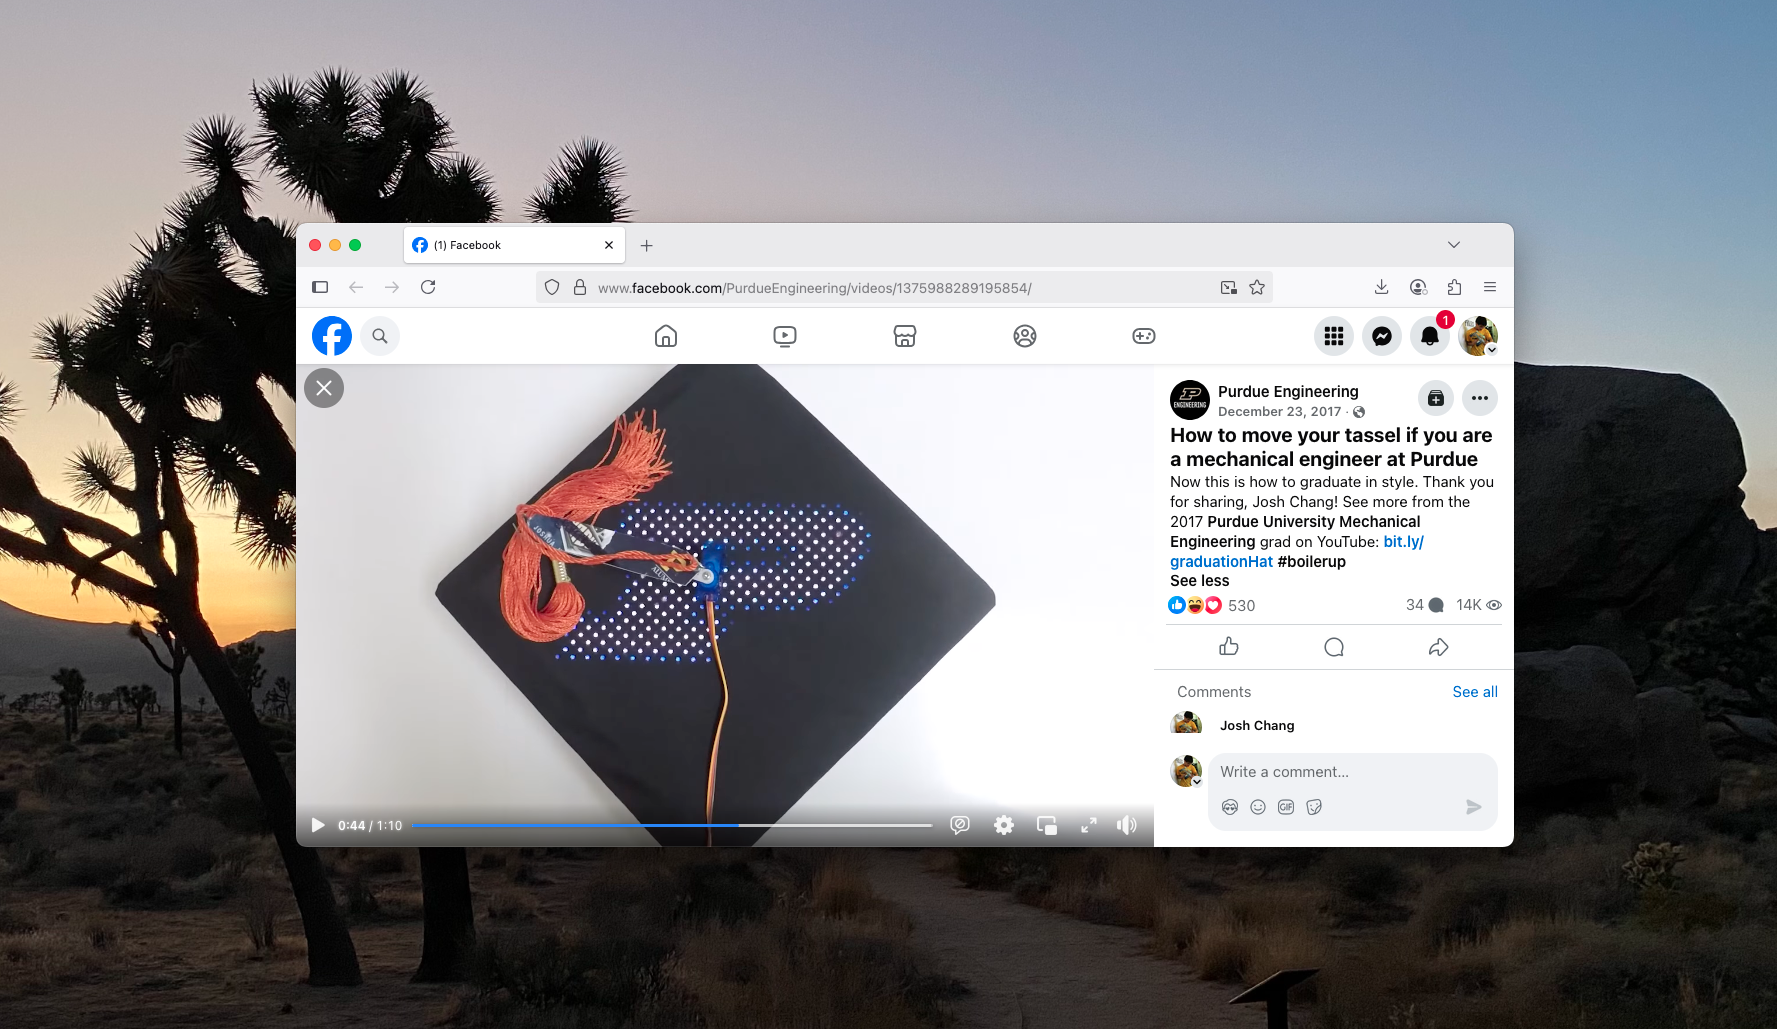 (1) Facebook
www.facebook.com/PurdueEngineering/videos/1375988289195854/
1
JOSHUA
P
ENGINEERING
Purdue Engineering
December 23, 2017 ·
How to move your tassel if you are
a mechanical engineer at Purdue
Now this is how to graduate in style. Thank you
for sharing, Josh Chang! See more from the
2017 Purdue University Mechanical
Engineering grad on YouTube: bit.ly/
graduationHat #boilerup
See less
530
34
14K
Comments
See all
Josh Chang
Write a comment...
GIF
0:44 / 1:10